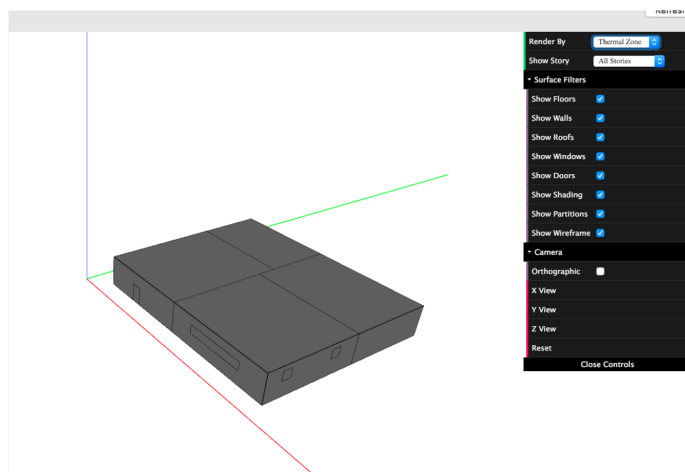 Refresh
Render By Thermal Zone
Show Story All Stories
Surface Filters
Show Floors
Show Walls
Show Roofs
Show Windows
Show Doors
Show Shading
Show Partitions
Show Wireframe
Camera
Orthographic
X View
Y View
Z View
Reset
Close Controls